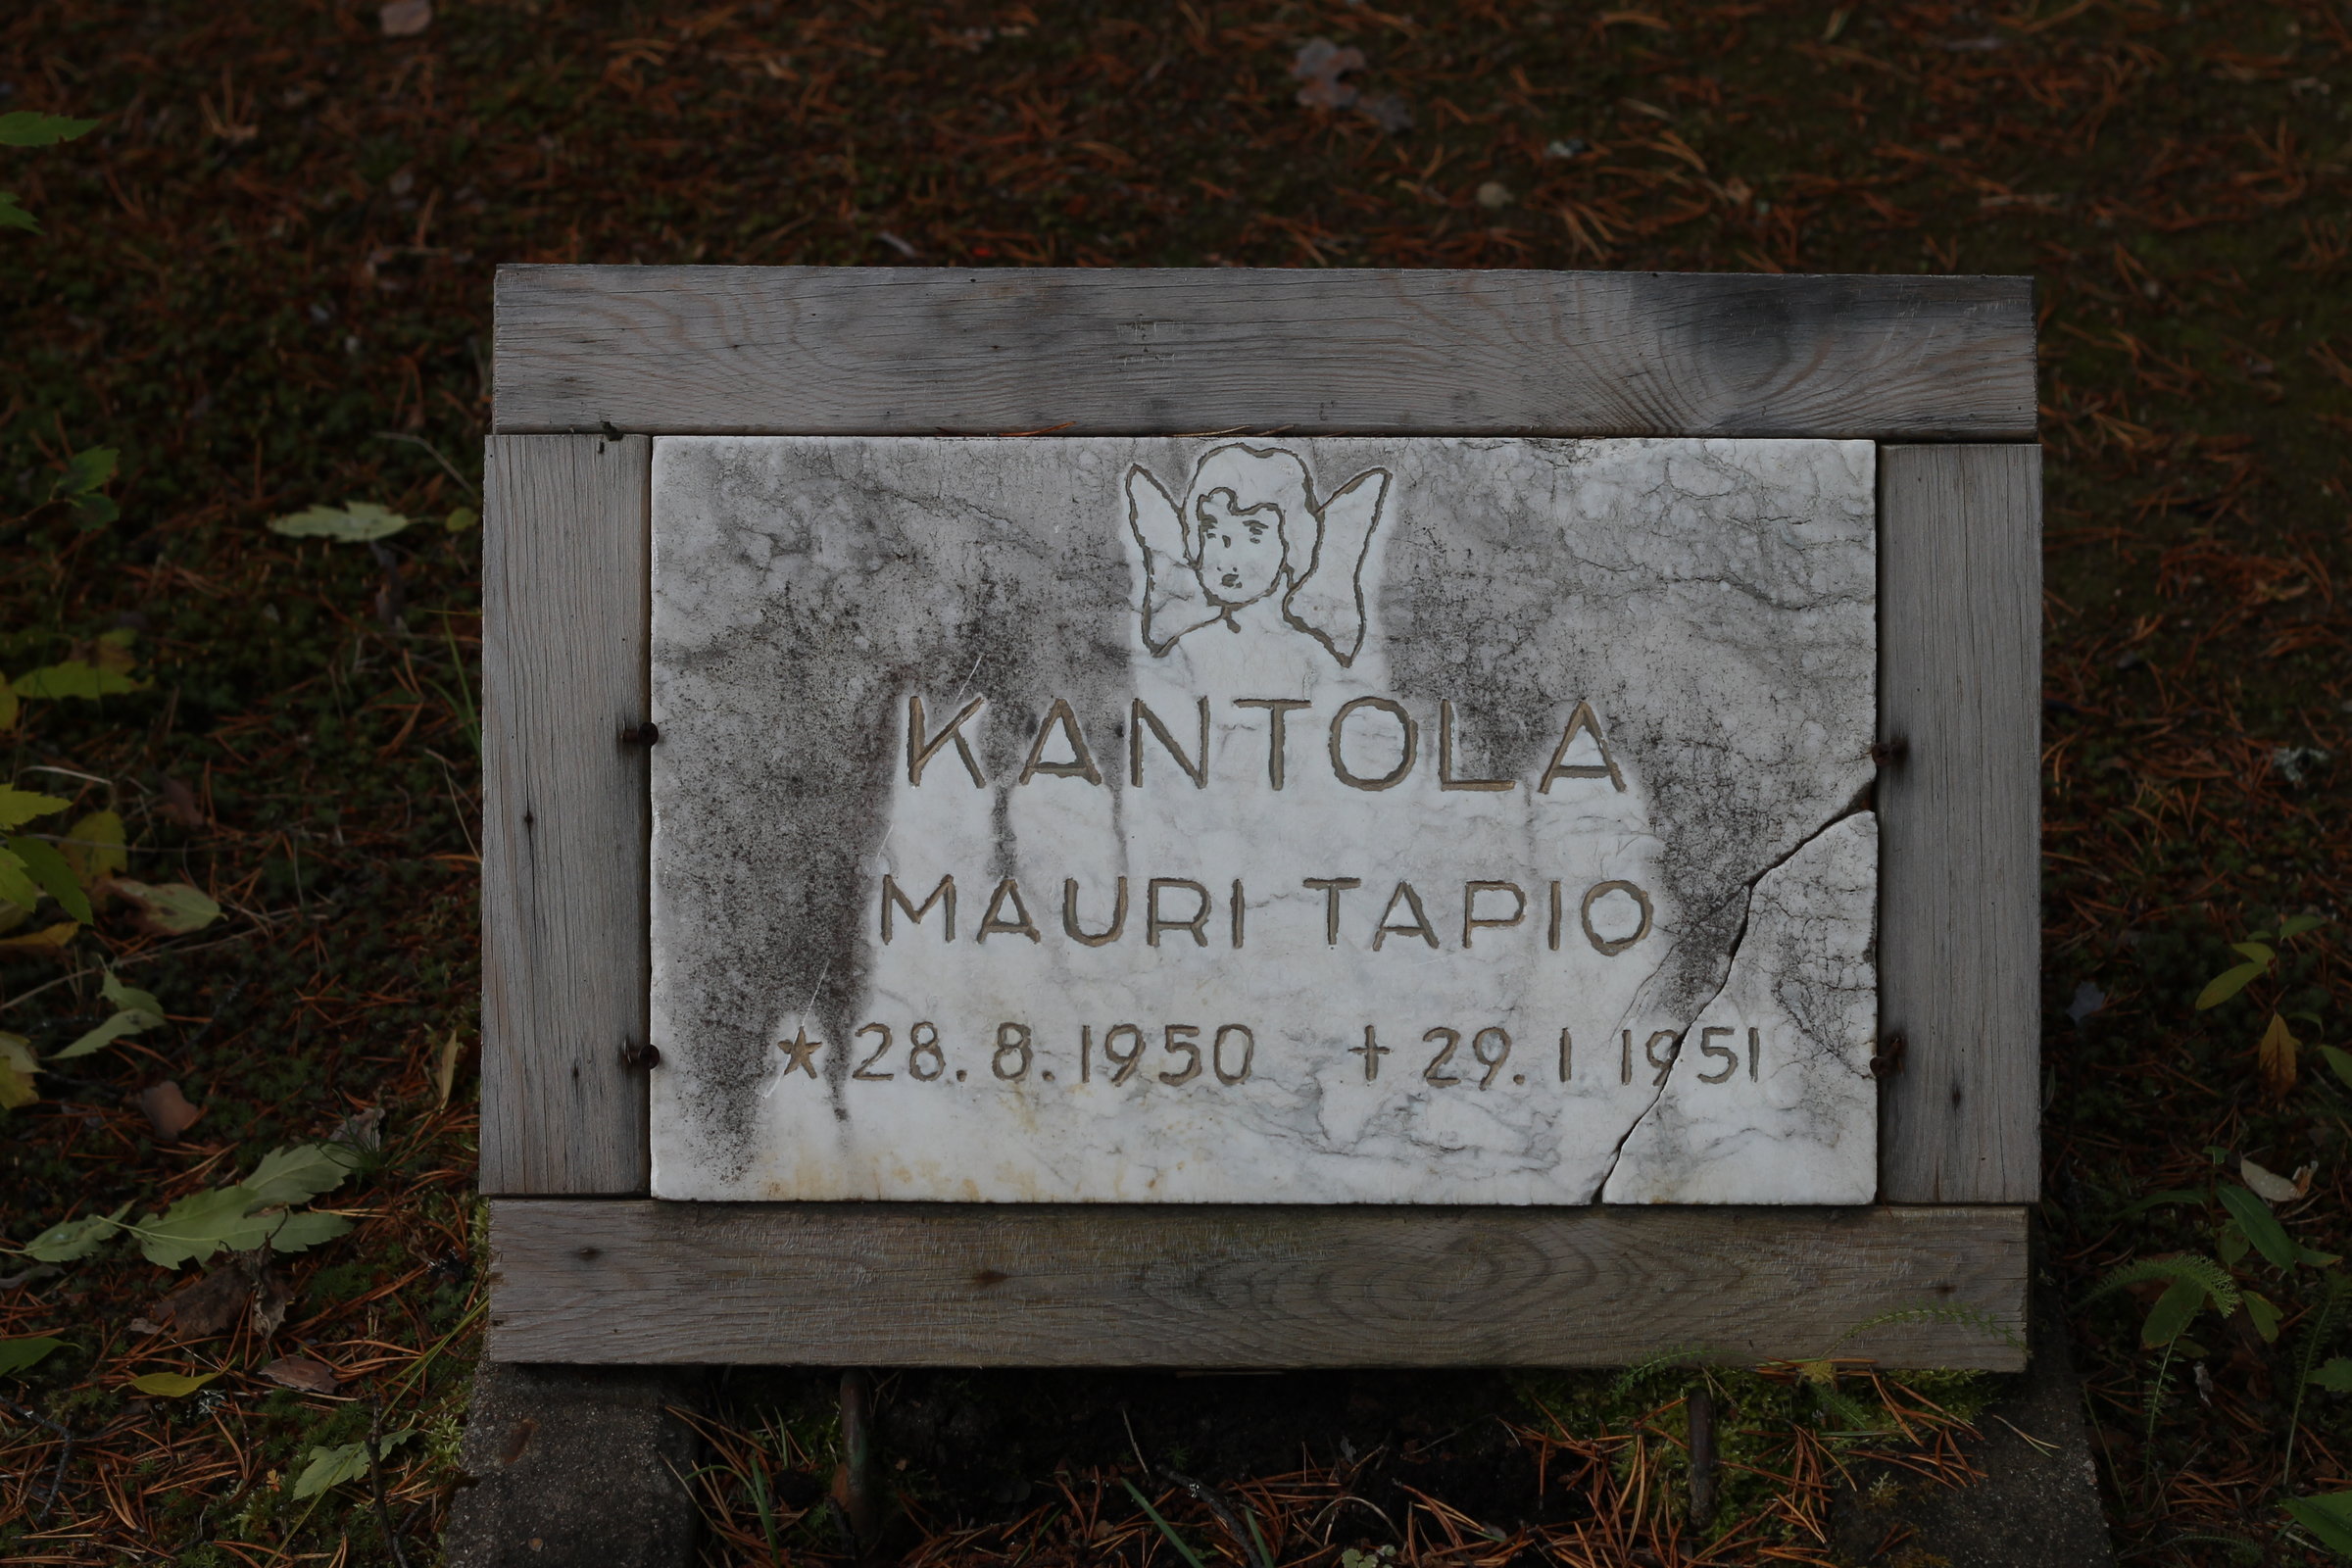 KANTOLA
MAURI TAPIO
★ 28.8.1950 † 29.1 1951